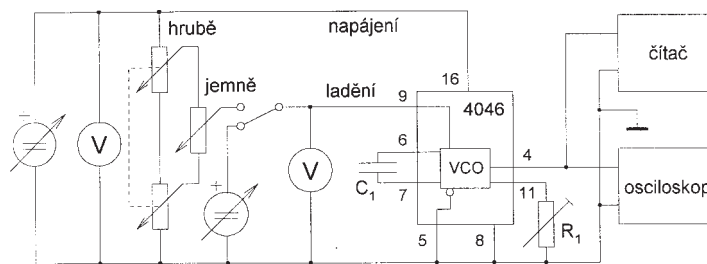 hrubě
napájení
jemně
ladění
V
V
+
16
9
4046
6
VCO
4
C1
7
11
5
8
R1
čítač
osciloskop